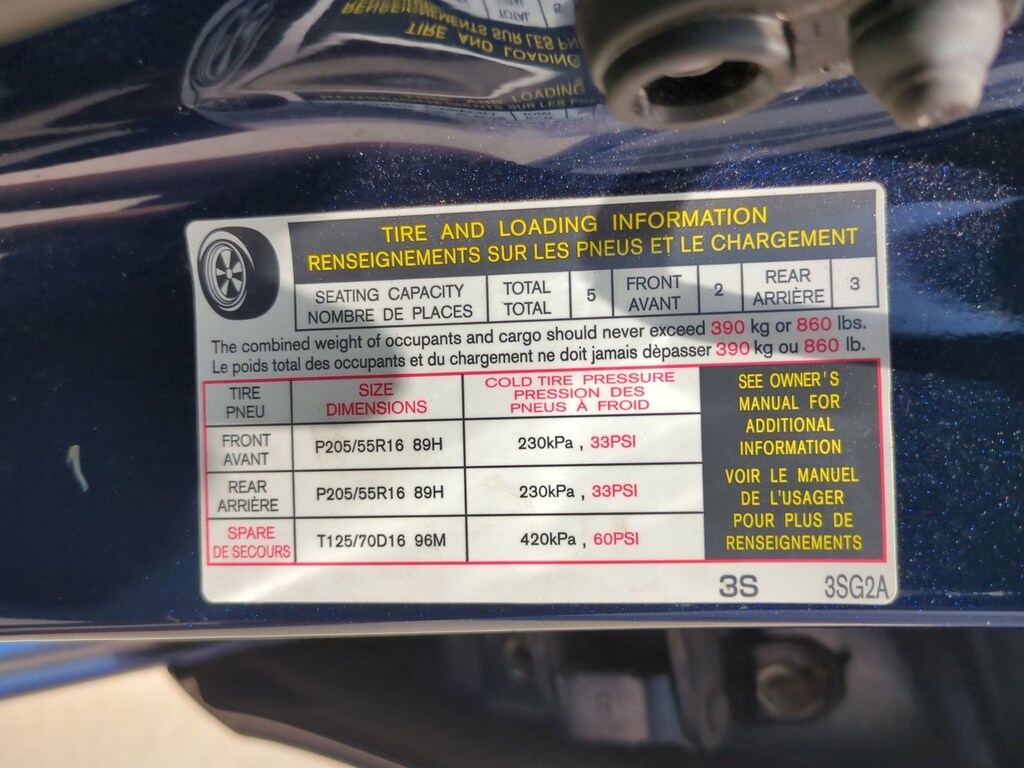 TIRE AND LOADING INFORMATION
RENSEIGNEMENTS SUR LES PNEUS ET LE CHARGEMENT
SEATING CAPACITY
NOMBRE DE PLACES
TOTAL
TOTAL
5
FRONT
AVANT
2
REAR
ARRIÈRE
3
The combined weight of occupants and cargo should never exceed 390 kg or 860 lbs.
Le poids total des occupants et du chargement ne doit jamais dèpasser 390 kg ou 860 lb.
TIRE
PNEU
SIZE
DIMENSIONS
COLD TIRE PRESSURE
PRESSION DES
PNEUS À FROID
FRONT
AVANT
P205/55R16 89H
230kPa , 33PSI
REAR
ARRIÈRE
P205/55R16 89H
230kPa , 33PSI
SPARE
DE SECOURS
T125/70D16 96M
420kPa , 60PSI
SEE OWNER'S
MANUAL FOR
ADDITIONAL
INFORMATION
VOIR LE MANUEL
DE L'USAGER
POUR PLUS DE
RENSEIGNEMENTS
3S
3SG2A